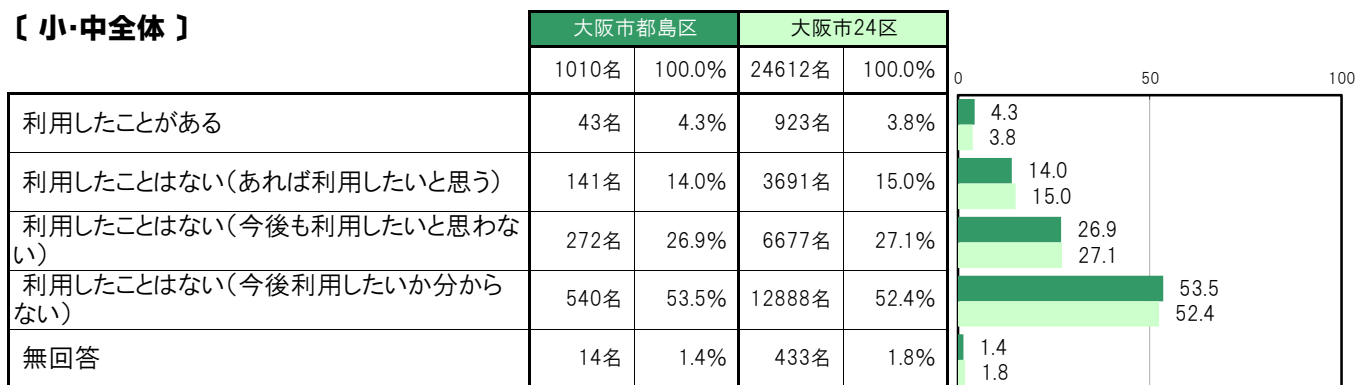 〔 小・中全体 〕
大阪市都島区 大阪市24区
1010名 100.0% 24612名 100.0%
0 50 100
利用したことがある 43名 4.3% 923名 3.8% 4.3
3.8
利用したことはない（あれば利用したいと思う） 141名 14.0% 3691名 15.0% 14.0
15.0
利用したことはない（今後も利用したいと思わな
い） 272名 26.9% 6677名 27.1% 26.9
27.1
利用したことはない（今後利用したいか分から
ない） 540名 53.5% 12888名 52.4% 53.5
52.4
無回答 14名 1.4% 433名 1.8% 1.4
1.8